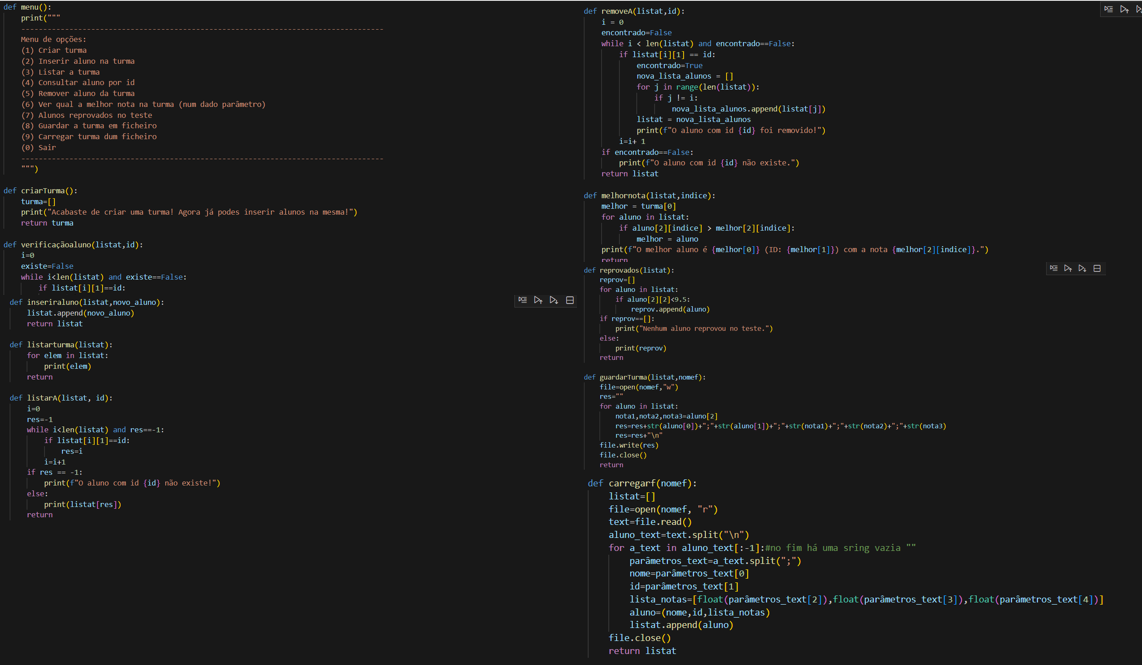 def menu():
    print("""
    ----------------------------------------------------------------------------------
    Menu de opções:
    (1) Criar turma
    (2) Inserir aluno na turma
    (3) Listar a turma
    (4) Consultar aluno por id
    (5) Remover aluno da turma
    (6) Ver qual a melhor nota na turma (num dado parâmetro)
    (7) Alunos reprovados no teste
    (8) Guardar a turma em ficheiro
    (9) Carregar turma dum ficheiro
    (0) Sair
    ----------------------------------------------------------------------------------
    """)
def criarTurma():
    turma=[]
    print("Acabaste de criar uma turma! Agora já podes inserir alunos na mesma!")
    return turma
def verificaçãoaluno(listat,id):
    i=0
    existe=False
    while i<len(listat) and existe==False:
        if listat[i][1]==id:
def inseriraluno(listat,novo_aluno):
    listat.append(novo_aluno)
    return listat
def listarturma(listat):
    for elem in listat:
        print(elem)
    return
def listarA(listat, id):
    i=0
    res=-1
    while i<len(listat) and res==-1:
        if listat[i][1]==id:
            res=i
        i=i+1
    if res == -1:
        print(f"O aluno com id {id} não existe!")
    else:
        print(listat[res])
    return
def removeA(listat,id):
    i = 0
    encontrado=False
    while i < len(listat) and encontrado==False:
        if listat[i][1] == id:
            encontrado=True
            nova_lista_alunos = []
            for j in range(len(listat)):
                if j != i:
                    nova_lista_alunos.append(listat[j])
            listat = nova_lista_alunos
            print(f"O aluno com id {id} foi removido!")
        i=i+ 1
    if encontrado==False:
        print(f"O aluno com id {id} não existe.")
    return listat
def melhornota(listat,indice):
    melhor = turma[0]
    for aluno in listat:
        if aluno[2][indice] > melhor[2][indice]:
            melhor = aluno
    print(f"O melhor aluno é {melhor[0]} (ID: {melhor[1]}) com a nota {melhor[2][indice]}.")
    return
def reprovados(listat):
    reprov=[]
    for aluno in listat:
        if aluno[2][2]<9.5:
            reprov.append(aluno)
    if reprov==[]:
        print("Nenhum aluno reprovou no teste.")
    else:
        print(reprov)
    return
def guardarTurma(listat,nomef):
    file=open(nomef,"w")
    res=""
    for aluno in listat:
        nota1,nota2,nota3=aluno[2]
        res=res+str(aluno[0])+";"+str(aluno[1])+";"+str(nota1)+";"+str(nota2)+";"+str(nota3)
        res=res+"\n"
    file.write(res)
    file.close()
    return
def carregarf(nomef):
    listat=[]
    file=open(nomef, "r")
    text=file.read()
    aluno_text=text.split("\n")
    for a_text in aluno_text[:-1]:#no fim há uma sring vazia ""
        parâmetros_text=a_text.split(";")
        nome=parâmetros_text[0]
        id=parâmetros_text[1]
        lista_notas=[float(parâmetros_text[2]),float(parâmetros_text[3]),float(parâmetros_text[4])]
        aluno=(nome,id,lista_notas)
        listat.append(aluno)
    file.close()
    return listat